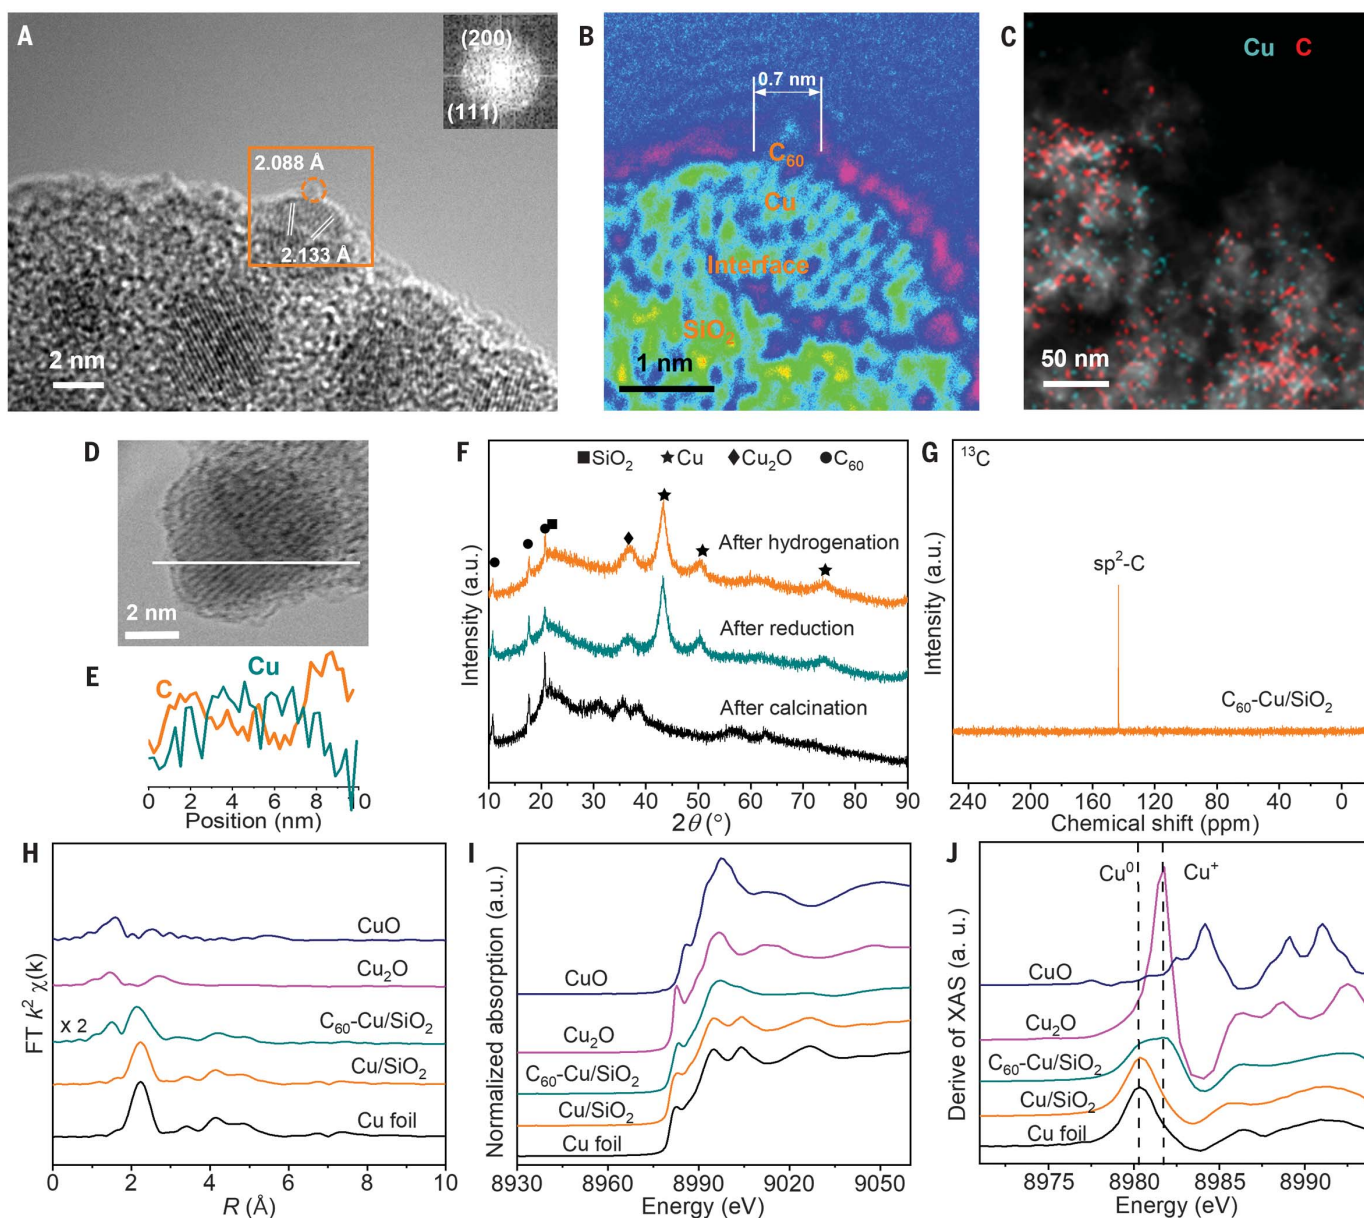 A
(200)
(111)
2.088 Å
2.133 Å
2 nm
B
0.7 nm
C₆₀
Cu
Interface
SiO₂
1 nm
C
Cu C
50 nm
D
2 nm
E
C
Cu
0 2 4 6 8 10
Position (nm)
F
■SiO₂ ★Cu ♦Cu₂O ●C₆₀
After hydrogenation
After reduction
After calcination
Intensity (a.u.)
10 20 30 40 50 60 70 80 90
2θ (°)
G
¹³C
sp²-C
C₆₀-Cu/SiO₂
Intensity (a.u.)
240 200 160 120 80 40 0
Chemical shift (ppm)
H
CuO
Cu₂O
x 2
C₆₀-Cu/SiO₂
Cu/SiO₂
Cu foil
FT k² χ(k)
0 2 4 6 8 10
R (Å)
I
CuO
Cu₂O
C₆₀-Cu/SiO₂
Cu/SiO₂
Cu foil
Normalized absorption (a.u.)
8930 8960 8990 9020 9050
Energy (eV)
J
Cu⁰
Cu⁺
CuO
Cu₂O
C₆₀-Cu/SiO₂
Cu/SiO₂
Cu foil
Derive of XAS (a. u.)
8975 8980 8985 8990
Energy (eV)